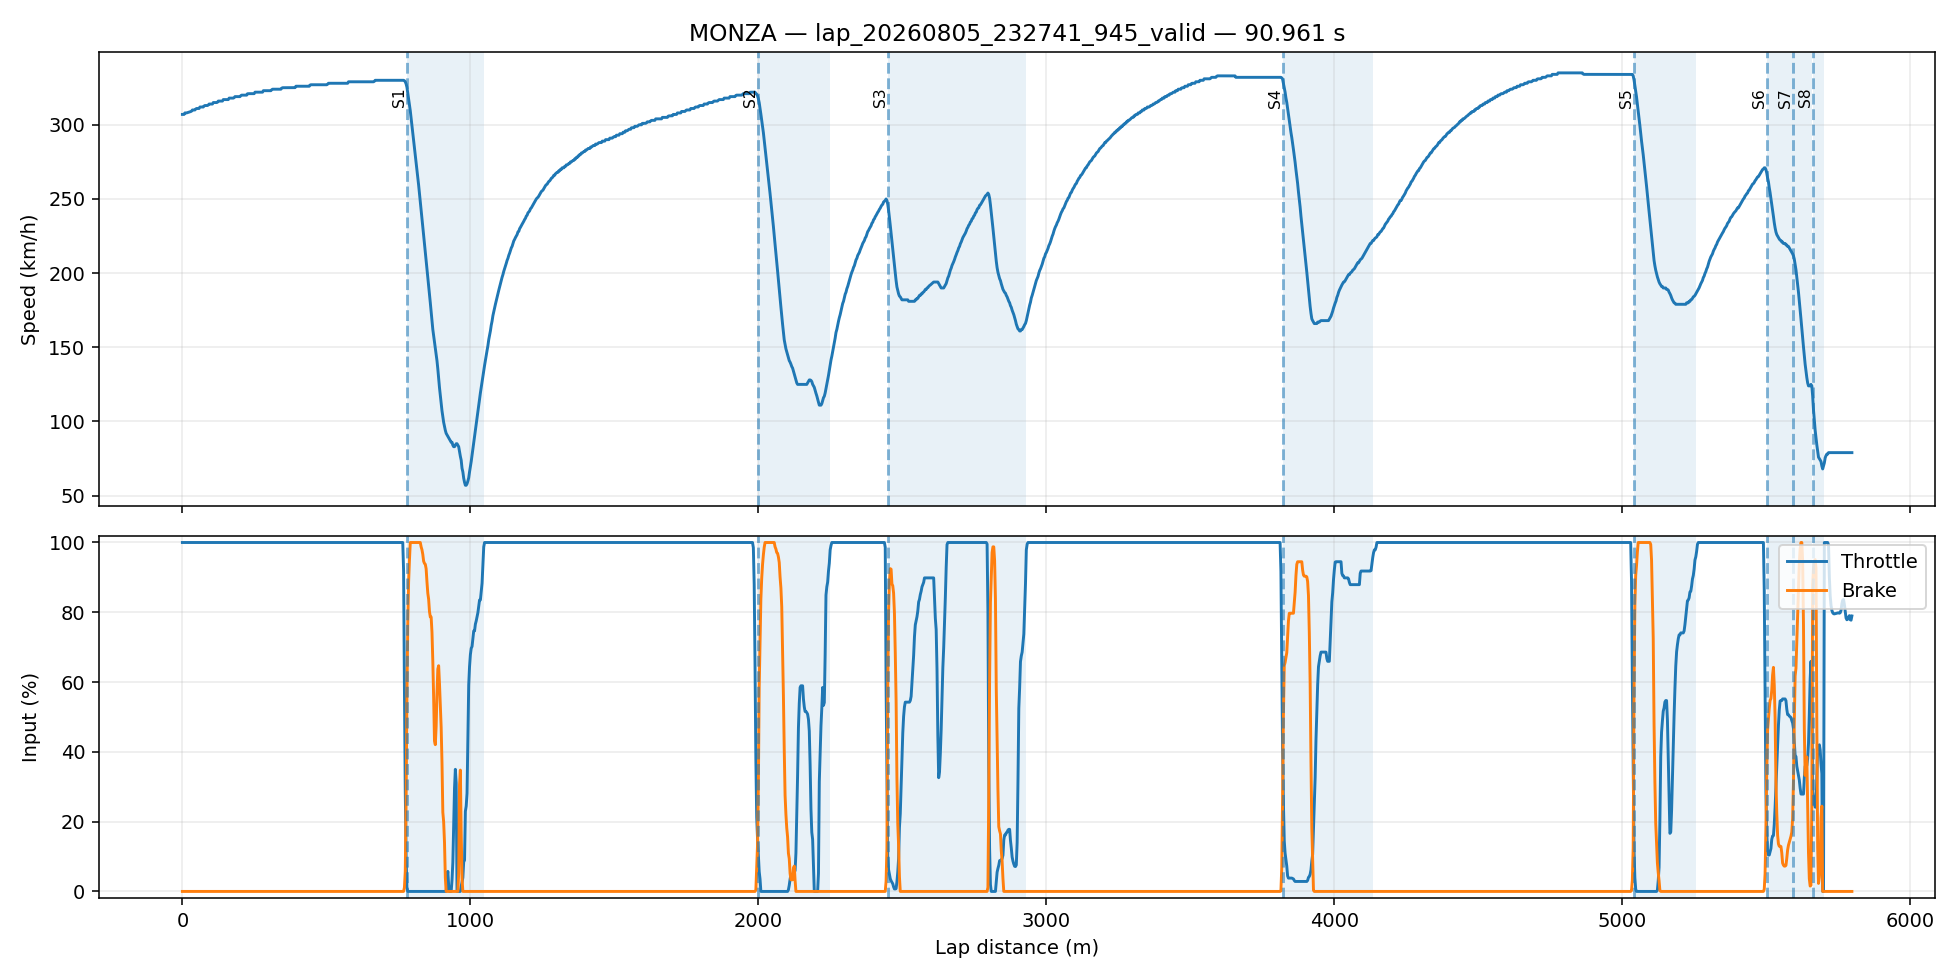 MONZA — lap_20260805_232741_945_valid — 90.961 s
Speed (km/h)
300
250
200
150
100
50
S1
S2
S3
S4
S5
S6
S7
S8
Input (%)
100
80
60
40
20
0
Throttle
Brake
0 1000 2000 3000 4000 5000 6000
Lap distance (m)